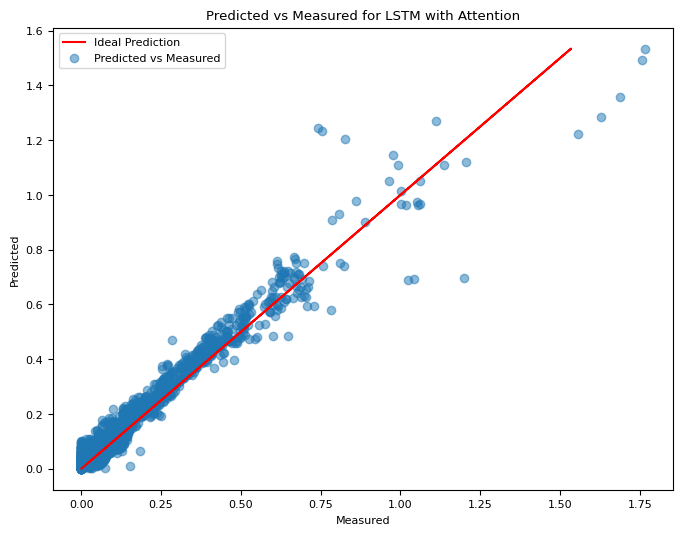 Predicted vs Measured for LSTM with Attention
Ideal Prediction
Predicted vs Measured
1.6
1.4
1.2
1.0
0.8
0.6
0.4
0.2
0.0
Predicted
0.00 0.25 0.50 0.75 1.00 1.25 1.50 1.75
Measured